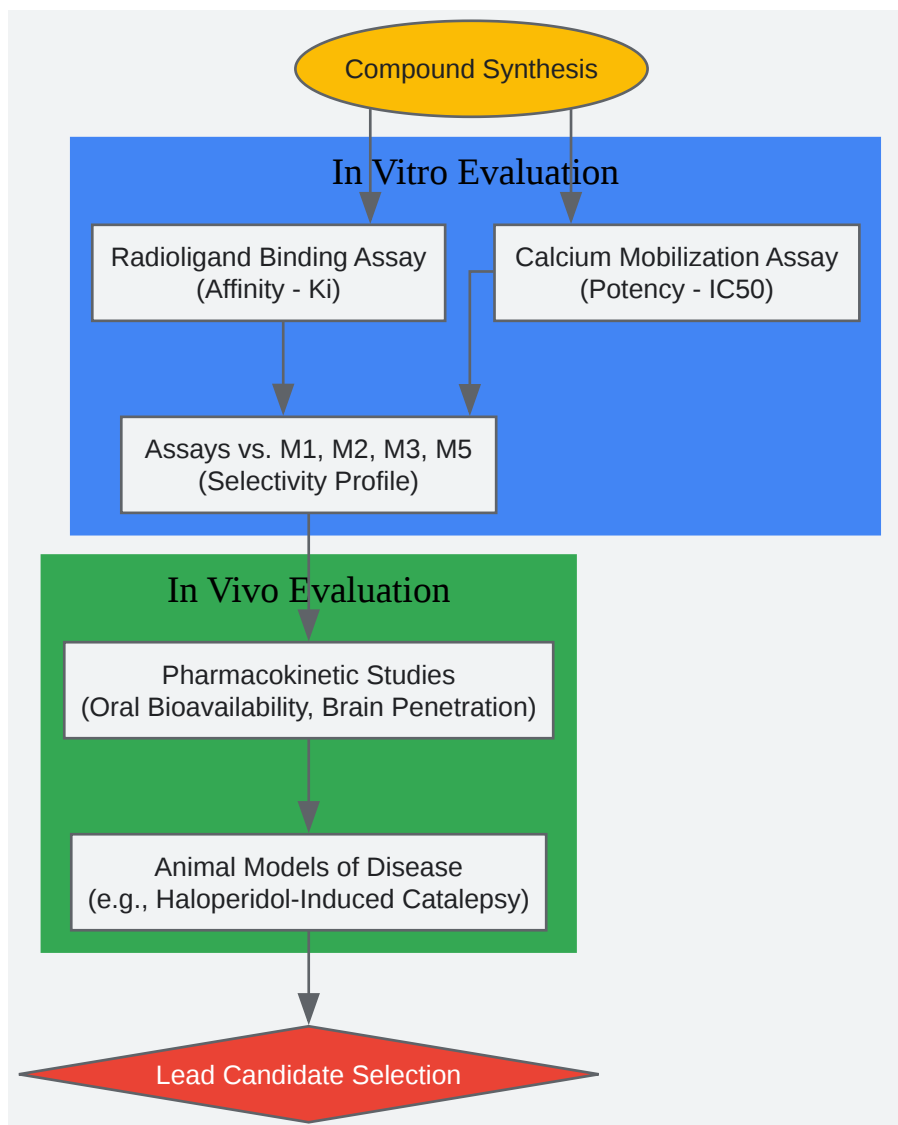 Compound Synthesis
In Vitro Evaluation
Radioligand Binding Assay
(Affinity - Ki)
Calcium Mobilization Assay
(Potency - IC50)
Assays vs. M1, M2, M3, M5
(Selectivity Profile)
In Vivo Evaluation
Pharmacokinetic Studies
(Oral Bioavailability, Brain Penetration)
Animal Models of Disease
(e.g., Haloperidol-Induced Catalepsy)
Lead Candidate Selection